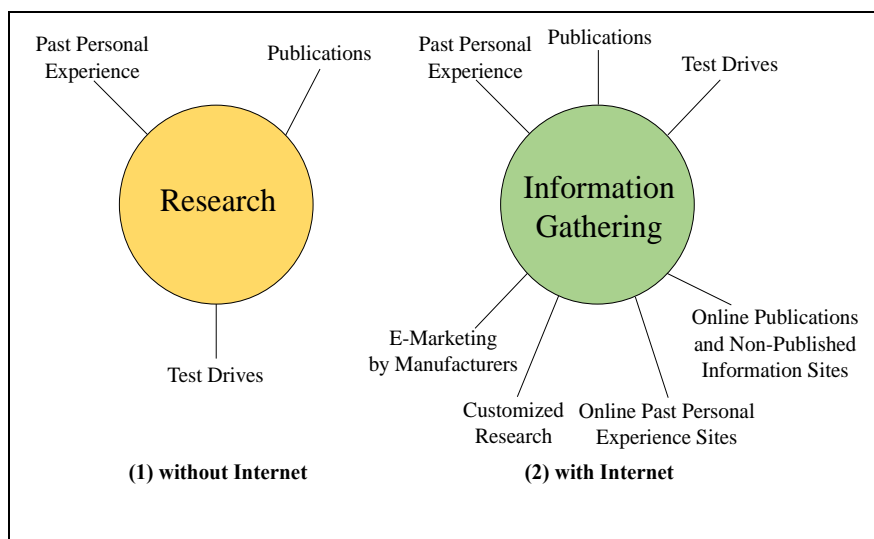 Past Personal
Experience
Publications
Research
Test Drives
(1) without Internet
Past Personal
Experience
Publications
Test Drives
Information
Gathering
E-Marketing
by Manufacturers
Customized
Research
Online Past Personal
Experience Sites
Online Publications
and Non-Published
Information Sites
(2) with Internet